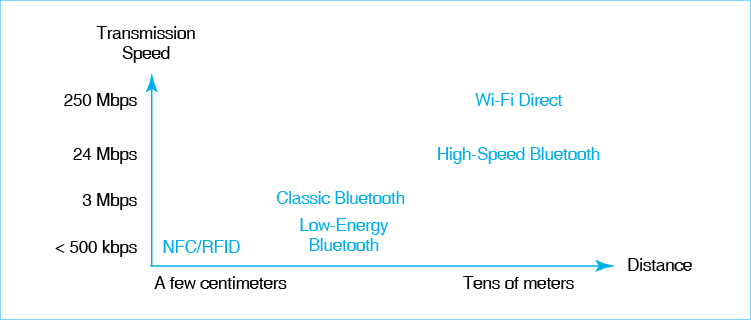 Transmission
Speed
250 Mbps
Wi-Fi Direct
24 Mbps
High-Speed Bluetooth
3 Mbps
Classic Bluetooth
Low-Energy
Bluetooth
< 500 kbps
NFC/RFID
Distance
A few centimeters
Tens of meters